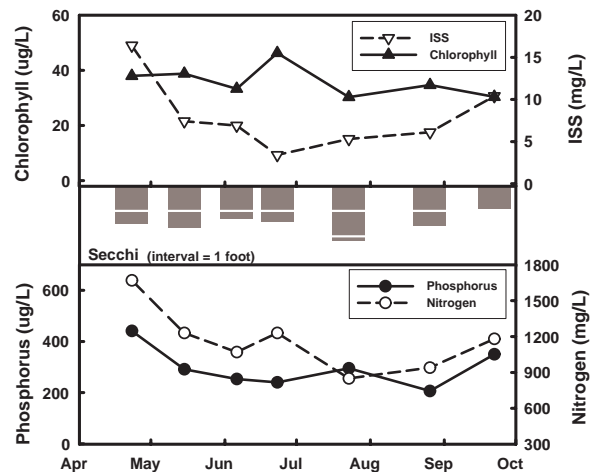 60
40
20
0
Chlorophyll (ug/L)
ISS
Chlorophyll
20
15
10
5
0
ISS (mg/L)
Secchi (interval = 1 foot)
600
400
200
0
Phosphorus (ug/L)
Phosphorus
Nitrogen
1800
1500
1200
900
600
300
Nitrogen (mg/L)
Apr May Jun Jul Aug Sep Oct